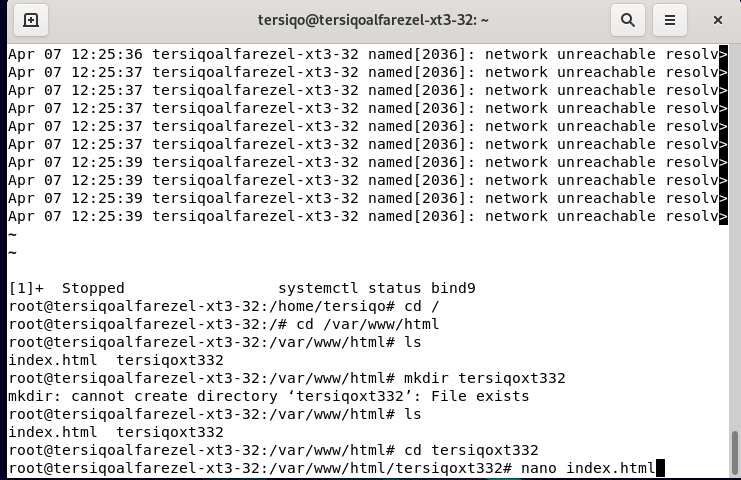 tersiqo@tersiqoalfarezel-xt3-32: ~
Apr 07 12:25:36 tersiqoalfarezel-xt3-32 named[2036]: network unreachable resolv>
Apr 07 12:25:37 tersiqoalfarezel-xt3-32 named[2036]: network unreachable resolv>
Apr 07 12:25:37 tersiqoalfarezel-xt3-32 named[2036]: network unreachable resolv>
Apr 07 12:25:37 tersiqoalfarezel-xt3-32 named[2036]: network unreachable resolv>
Apr 07 12:25:37 tersiqoalfarezel-xt3-32 named[2036]: network unreachable resolv>
Apr 07 12:25:37 tersiqoalfarezel-xt3-32 named[2036]: network unreachable resolv>
Apr 07 12:25:39 tersiqoalfarezel-xt3-32 named[2036]: network unreachable resolv>
Apr 07 12:25:39 tersiqoalfarezel-xt3-32 named[2036]: network unreachable resolv>
Apr 07 12:25:39 tersiqoalfarezel-xt3-32 named[2036]: network unreachable resolv>
Apr 07 12:25:39 tersiqoalfarezel-xt3-32 named[2036]: network unreachable resolv>
~
~
[1]+  Stopped                 systemctl status bind9
root@tersiqoalfarezel-xt3-32:/home/tersiqo# cd /
root@tersiqoalfarezel-xt3-32:/# cd /var/www/html
root@tersiqoalfarezel-xt3-32:/var/www/html# ls
index.html  tersiqoxt332
root@tersiqoalfarezel-xt3-32:/var/www/html# mkdir tersiqoxt332
mkdir: cannot create directory ‘tersiqoxt332’: File exists
root@tersiqoalfarezel-xt3-32:/var/www/html# ls
index.html  tersiqoxt332
root@tersiqoalfarezel-xt3-32:/var/www/html# cd tersiqoxt332
root@tersiqoalfarezel-xt3-32:/var/www/html/tersiqoxt332# nano index.html